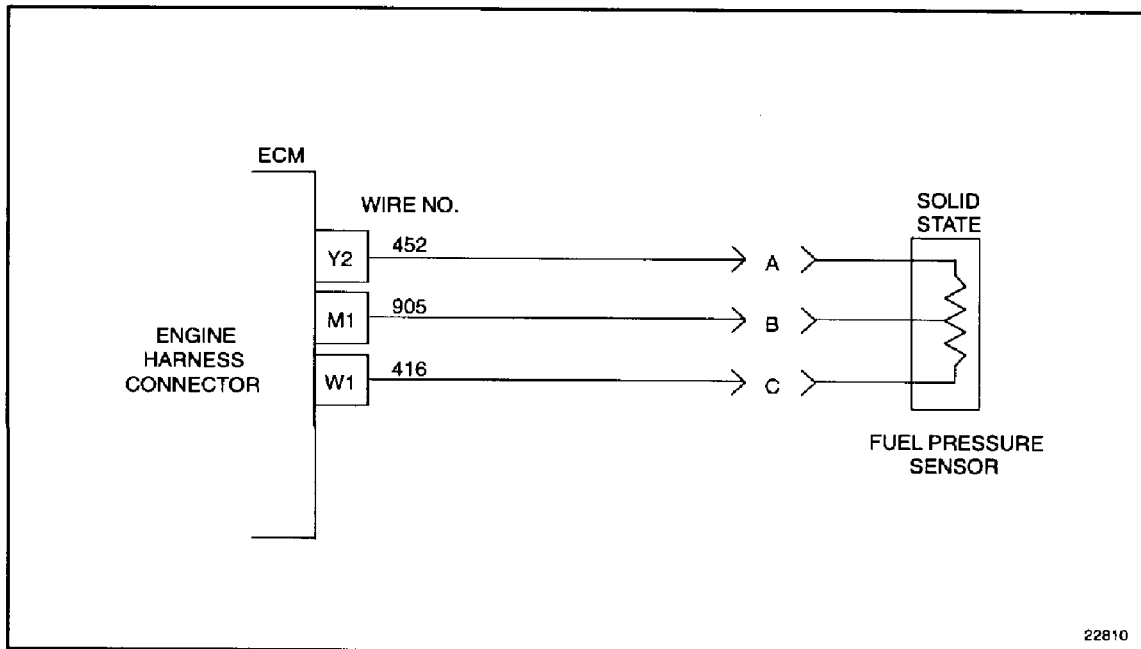 ECM
WIRE NO.
SOLID
STATE
Y2
452
A
M1
905
B
ENGINE
HARNESS
CONNECTOR
W1
416
C
FUEL PRESSURE
SENSOR
22810